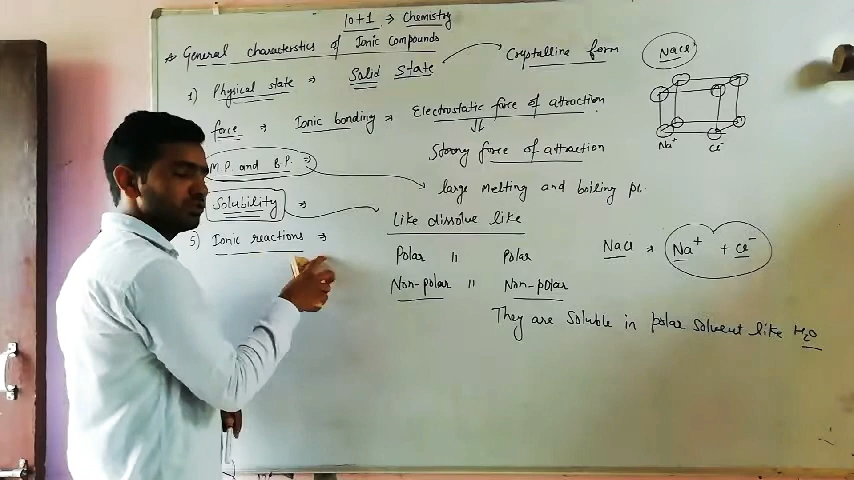 10+1 → Chemistry
* General characterstics of Ionic Compounds
1) Physical state ⇒ Solid state
Crystalline form
NaCl
force ⇒ Ionic bonding ⇒ Electrostatic force of attraction
Strong force of attraction
Na⁺ Cl⁻
M.P. and B.P. ⇒ large melting and boiling pt.
Solubility ⇒ Like dissolve like
Polar " Polar
Non-polar " Non-polar
NaCl → Na⁺ + Cl⁻
They are soluble in polar solvent like H₂O
5) Ionic reactions ⇒